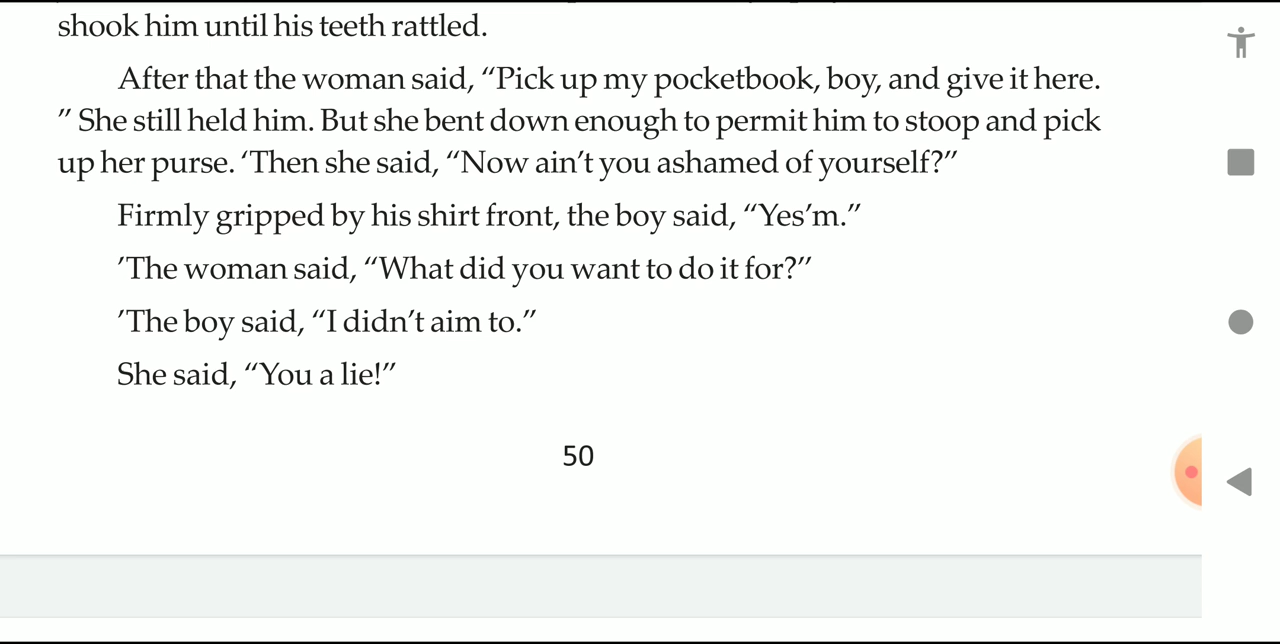 shook him until his teeth rattled.
After that the woman said, “Pick up my pocketbook, boy, and give it here.
” She still held him. But she bent down enough to permit him to stoop and pick
up her purse. ‘Then she said, “Now ain’t you ashamed of yourself?”
Firmly gripped by his shirt front, the boy said, “Yes’m.”
’The woman said, “What did you want to do it for?”
’The boy said, “I didn’t aim to.”
She said, “You a lie!”
50